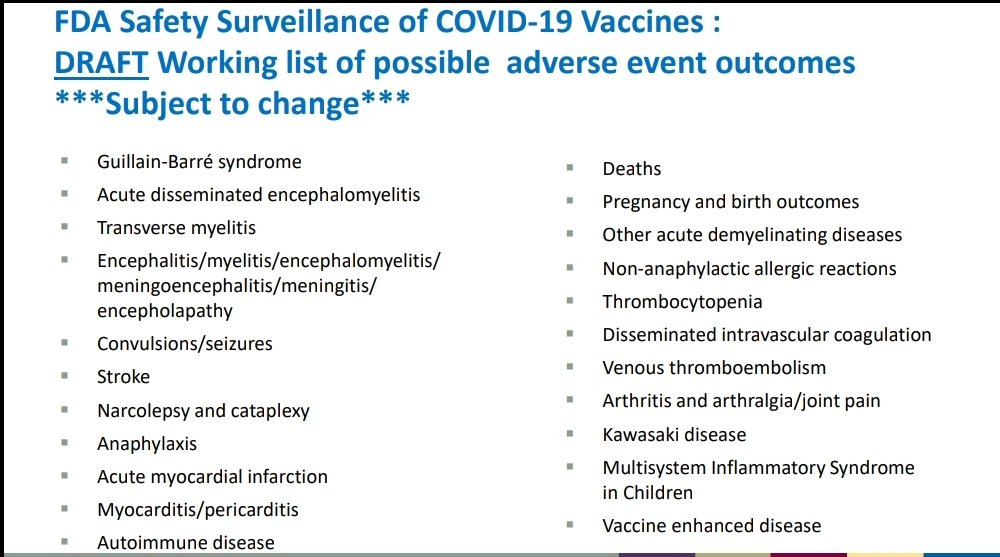 FDA Safety Surveillance of COVID-19 Vaccines :
DRAFT Working list of possible adverse event outcomes
***Subject to change***
Guillain-Barré syndrome
Acute disseminated encephalomyelitis
Transverse myelitis
Encephalitis/myelitis/encephalomyelitis/
meningoencephalitis/meningitis/
encepholapathy
Convulsions/seizures
Stroke
Narcolepsy and cataplexy
Anaphylaxis
Acute myocardial infarction
Myocarditis/pericarditis
Autoimmune disease
Deaths
Pregnancy and birth outcomes
Other acute demyelinating diseases
Non-anaphylactic allergic reactions
Thrombocytopenia
Disseminated intravascular coagulation
Venous thromboembolism
Arthritis and arthralgia/joint pain
Kawasaki disease
Multisystem Inflammatory Syndrome
in Children
Vaccine enhanced disease